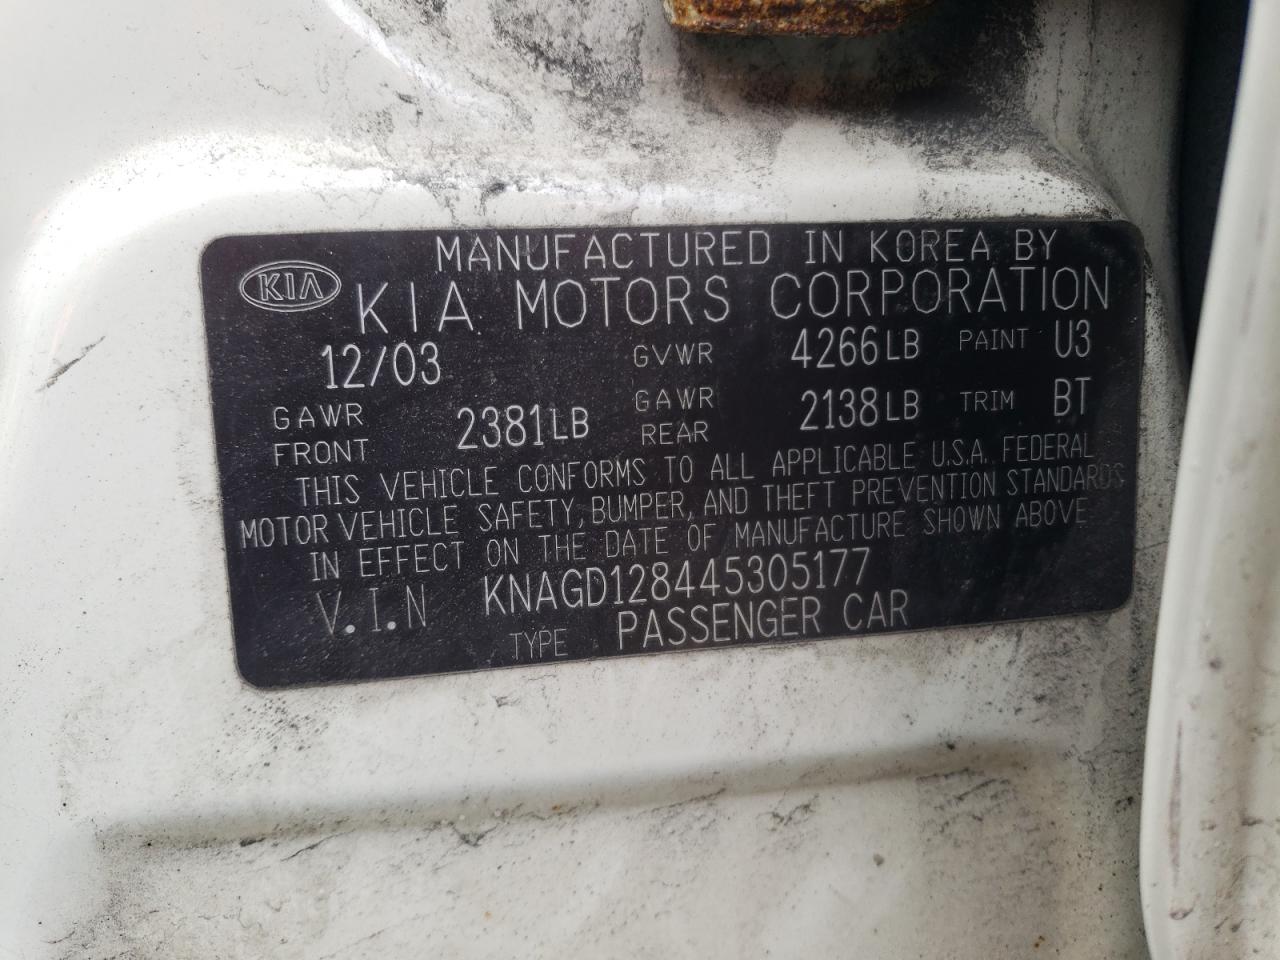 MANUFACTURED IN KOREA BY
KIA KIA MOTORS CORPORATION
12/03 GVWR 4266LB PAINT U3
GAWR FRONT 2381LB GAWR REAR 2138LB TRIM BT
THIS VEHICLE CONFORMS TO ALL APPLICABLE U.S.A. FEDERAL
MOTOR VEHICLE SAFETY, BUMPER, AND THEFT PREVENTION STANDARDS
IN EFFECT ON THE DATE OF MANUFACTURE SHOWN ABOVE
V.I.N KNAGD128445305177
TYPE PASSENGER CAR